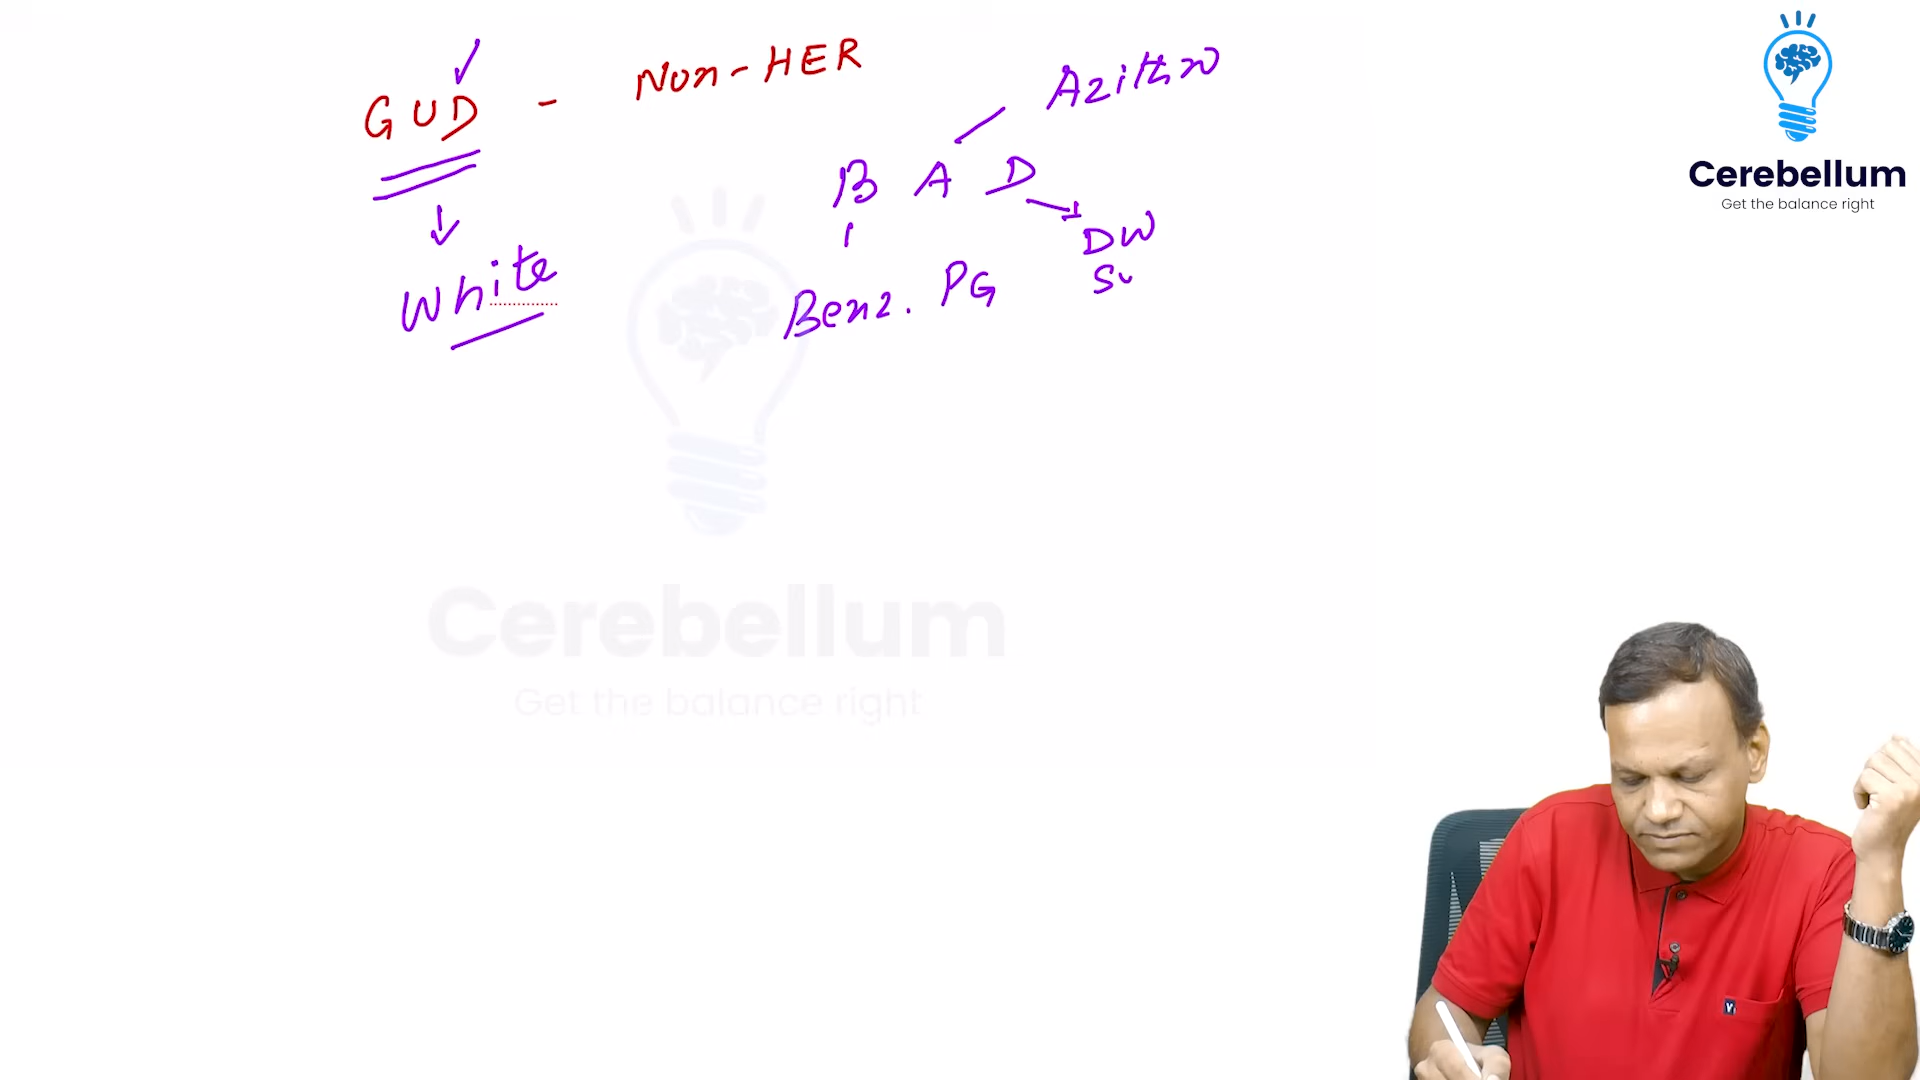 GUD - Non-HER
Azithro
B A D
DW
White
Benz. PG
Cerebellum
Get the balance right
Cerebellum
Get the balance right